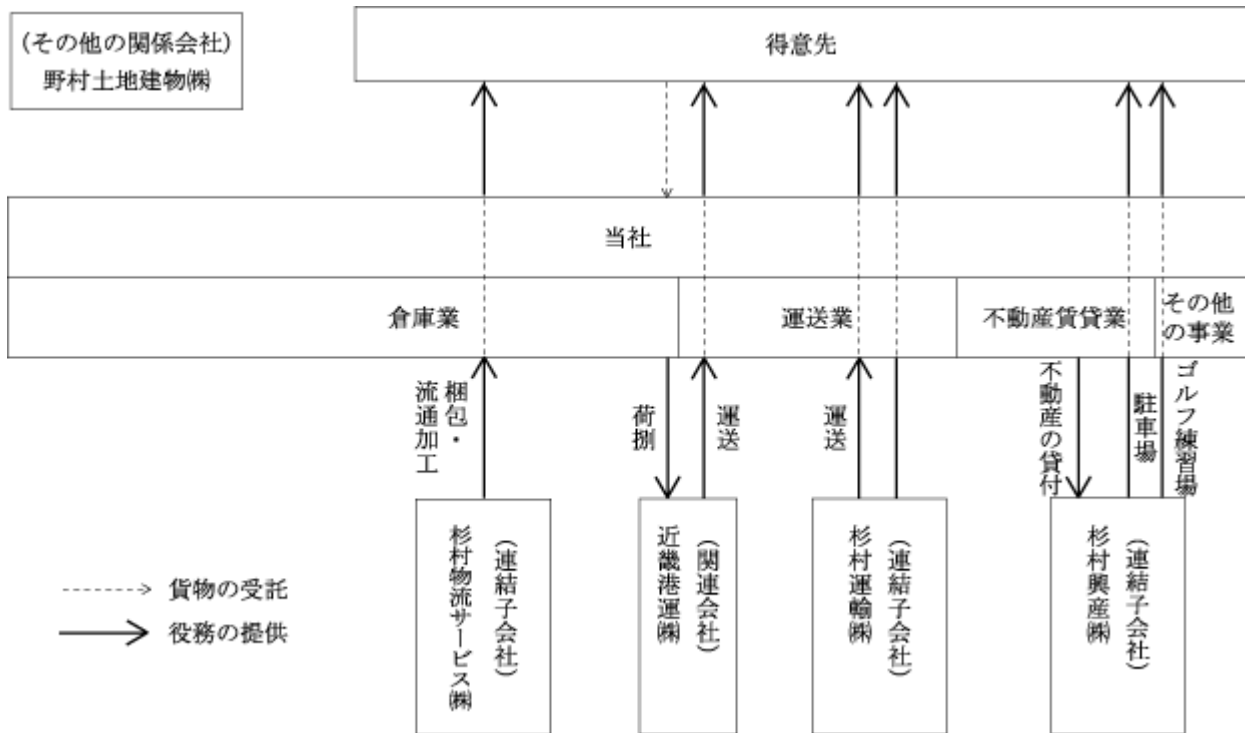 (その他の関係会社)
野村土地建物㈱
得意先
当社
倉庫業
運送業
不動産賃貸業
その他
の事業
梱包・
流通加工
荷捌
運送
運送
不動産の貸付
駐車場
ゴルフ練習場
(連結子会社)
杉村物流サービス㈱
(関連会社)
近畿港運㈱
(連結子会社)
杉村運輸㈱
(連結子会社)
杉村興産㈱
貨物の受託
役務の提供